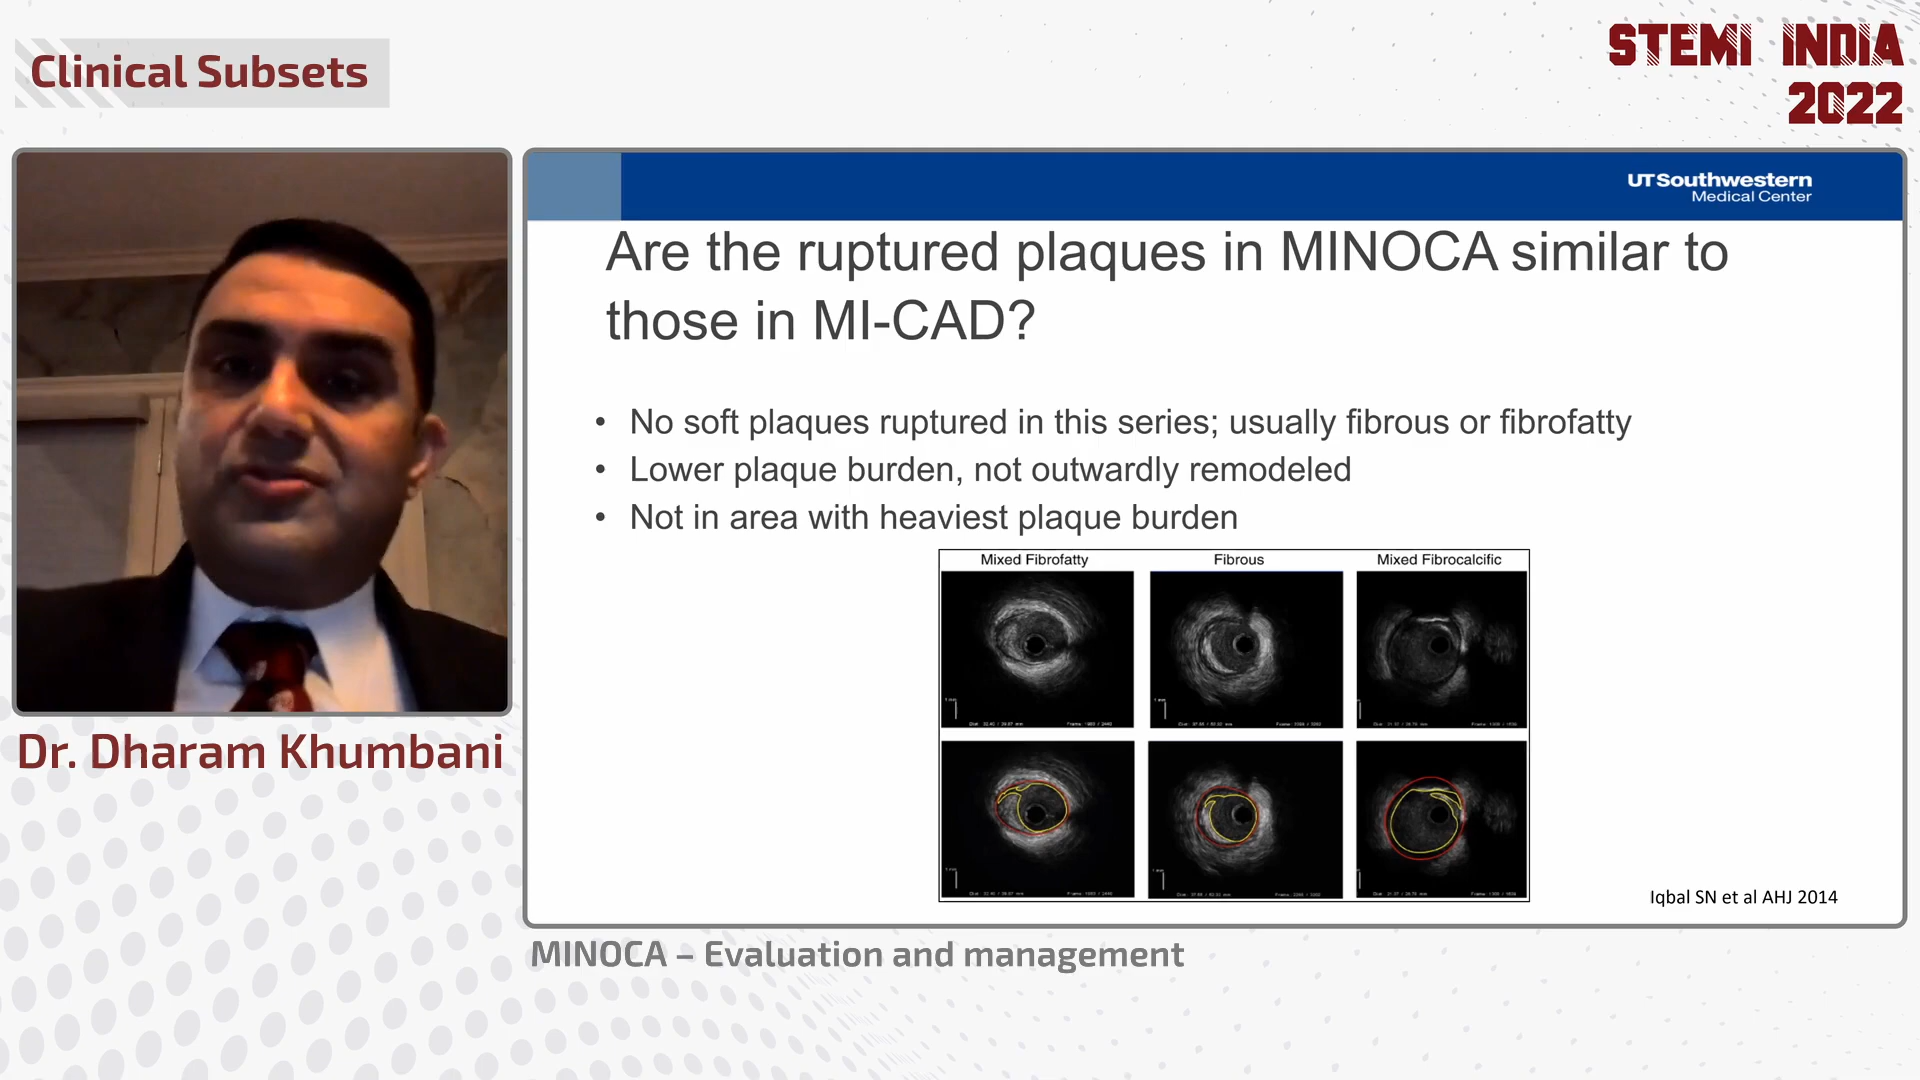 Clinical Subsets
STEMI INDIA
2022
UTSouthwestern
Medical Center
Are the ruptured plaques in MINOCA similar to
those in MI-CAD?
• No soft plaques ruptured in this series; usually fibrous or fibrofatty
• Lower plaque burden, not outwardly remodeled
• Not in area with heaviest plaque burden
Mixed Fibrofatty
Fibrous
Mixed Fibrocalcific
Iqbal SN et al AHJ 2014
Dr. Dharam Khumbani
MINOCA – Evaluation and management